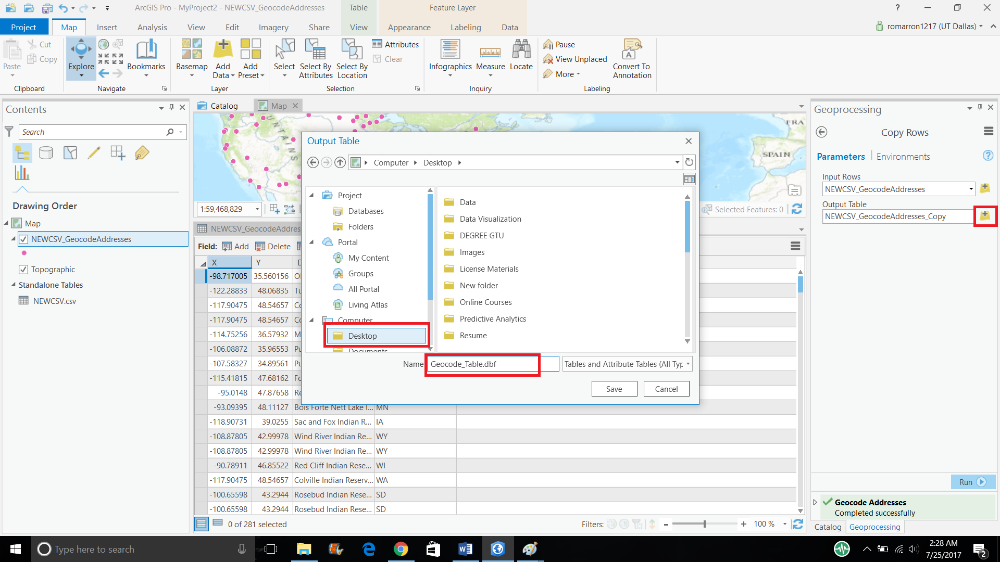 ArcGIS Pro - MyProject2 - NEWCSV_GeocodeAddresses
Table
Feature Layer
?
Project
Map
Insert
Analysis
View
Edit
Imagery
Share
View
Appearance
Labeling
Data
romarron1217 (UT Dallas)
Paste
Cut
Copy
Clipboard
Explore
Bookmarks
Navigate
Basemap
Add Data
Add Preset
Layer
Select
Select By Attributes
Select By Location
Attributes
Clear
Selection
Infographics
Measure
Locate
Inquiry
Pause
View Unplaced
More
Convert To Annotation
Labeling
Contents
Search
Drawing Order
Map
NEWCSV_GeocodeAddresses
Topographic
Standalone Tables
NEWCSV.csv
Catalog
Map
FRA
SPAIN
1:59,468,829
Selected Features: 0
NEWCSV_GeocodeAddres
Field: Add Delete
X Y
-98.717005 35.560156
-122.28833 48.06835 Tu
-117.90475 48.54657 Co
-117.90475 48.54657 Co
-114.75256 36.57932 M
-106.08872 35.96553 Pu
-107.58327 34.89561 Pu
-115.41815 47.68162
-95.0148 47.87658 Re
-93.09395 48.11127 Bois Forte Nett Lake I... MN
-118.90731 39.0255 Sac and Fox Indian R... IA
-108.87805 42.99978 Wind River Indian Re... WY
-108.87805 42.99978 Wind River Indian Re... WY
-90.78911 46.85522 Red Cliff Indian Rese... WI
-117.90475 48.54657 Colville Indian Reserv... WA
-100.65598 43.2944 Rosebud Indian Rese... SD
-100.65598 43.2944 Rosebud Indian Rese... SD
0 of 281 selected
Filters:
- + 100 %
Output Table
Computer Desktop
Project
Databases
Folders
Portal
My Content
Groups
All Portal
Living Atlas
Computer
Desktop
Documents
Data
Data Visualization
DEGREE GTU
Images
License Materials
New folder
Online Courses
Predictive Analytics
Resume
Name
Geocode_Table.dbf
Tables and Attribute Tables (All Typ
Save
Cancel
Geoprocessing
Copy Rows
Parameters
Environments
?
Input Rows
NEWCSV_GeocodeAddresses
Output Table
NEWCSV_GeocodeAddresses_Copy
Run
Geocode Addresses
Completed successfully
Catalog
Geoprocessing
Type here to search
2:28 AM
7/25/2017
2